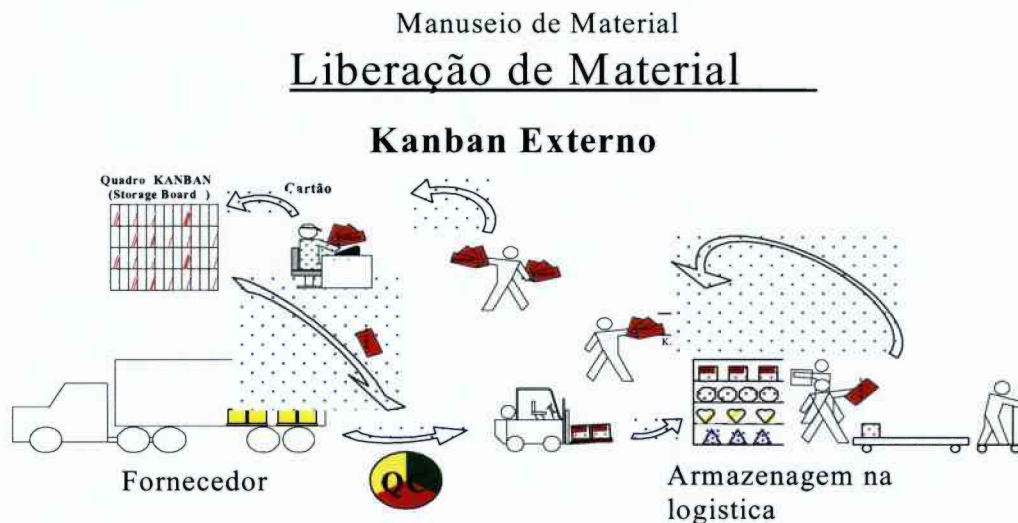 Manuseio de Material
Liberação de Material
Kanban Externo
Quadro KANBAN
(Storage Board )
Cartão
K.
Fornecedor
QC
Armazenagem na
logistica